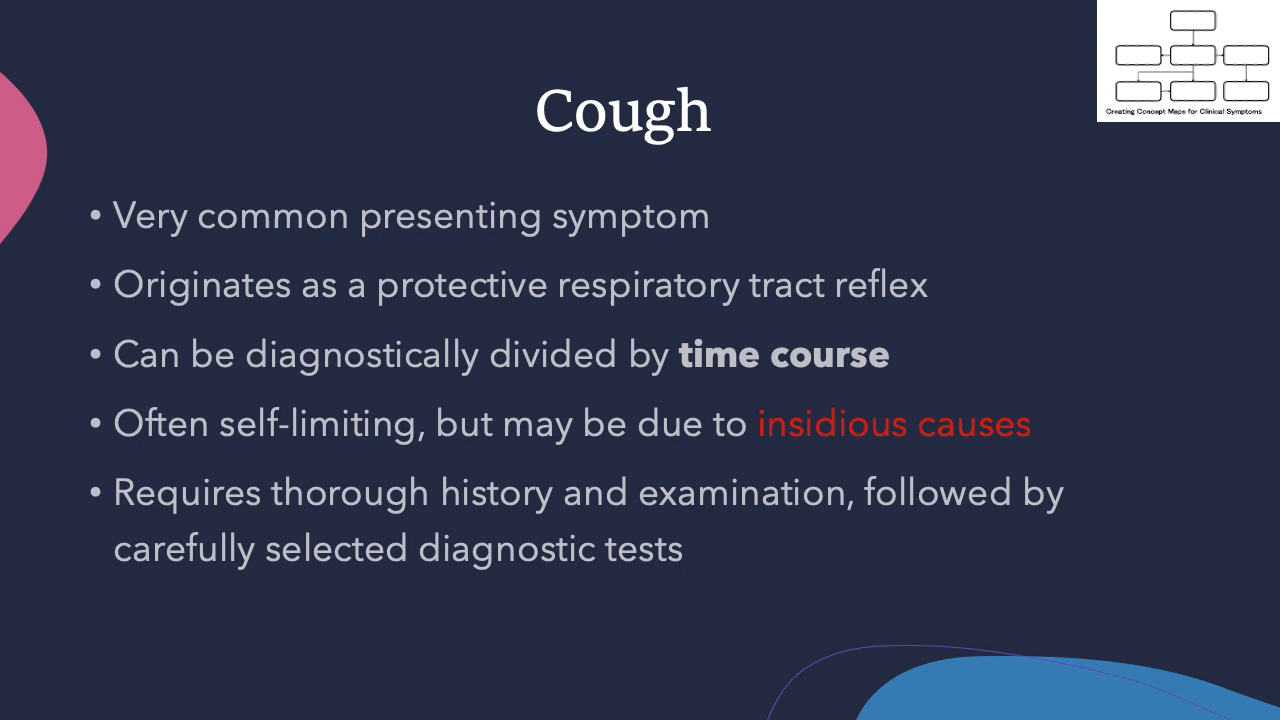 Creating Concept Maps for Clinical Symptoms
Cough
• Very common presenting symptom
• Originates as a protective respiratory tract reflex
• Can be diagnostically divided by time course
• Often self-limiting, but may be due to insidious causes
• Requires thorough history and examination, followed by
carefully selected diagnostic tests